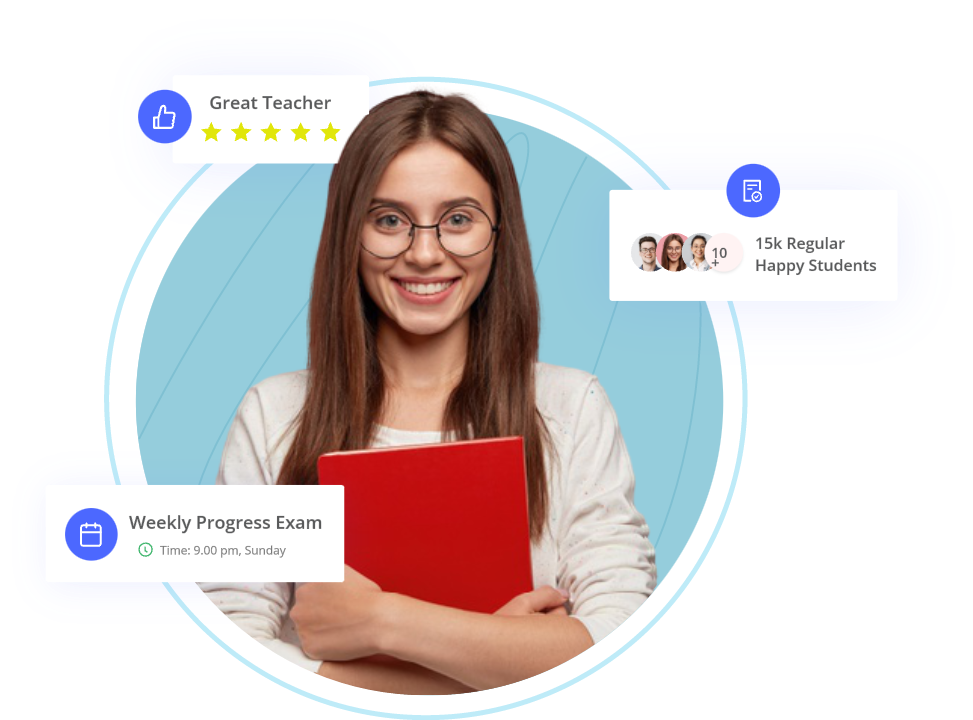 Great Teacher
10
+
15k Regular
Happy Students
Weekly Progress Exam
Time: 9.00 pm, Sunday